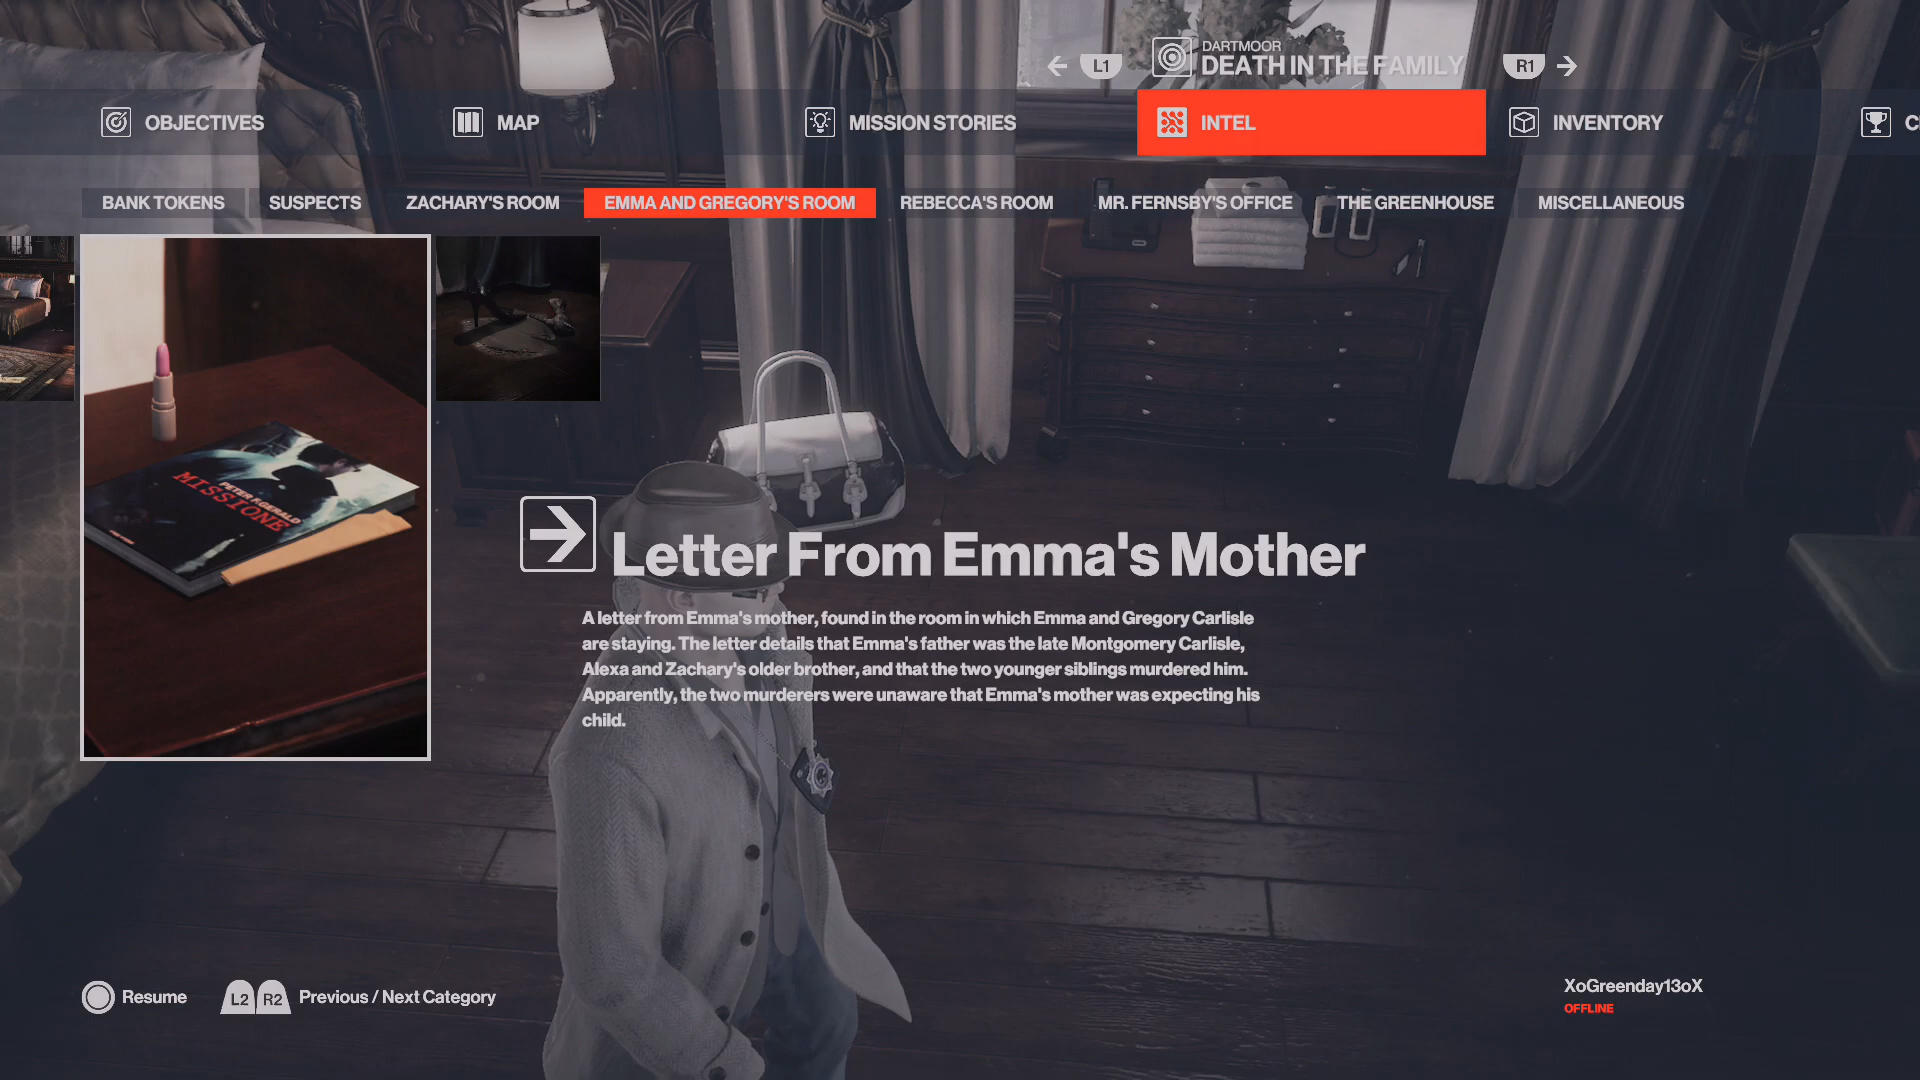 DARTMOOR
L1 DEATH IN THE FAMILY R1
OBJECTIVES MAP MISSION STORIES INTEL INVENTORY
BANK TOKENS SUSPECTS ZACHARY'S ROOM EMMA AND GREGORY'S ROOM REBECCA'S ROOM MR. FERNSBY'S OFFICE THE GREENHOUSE MISCELLANEOUS
MISSIONE
Letter From Emma's Mother
A letter from Emma's mother, found in the room in which Emma and Gregory Carlisle
are staying. The letter details that Emma's father was the late Montgomery Carlisle,
Alexa and Zachary's older brother, and that the two younger siblings murdered him.
Apparently, the two murderers were unaware that Emma's mother was expecting his
child.
Resume L2 R2 Previous / Next Category
XoGreenday13oX
OFFLINE